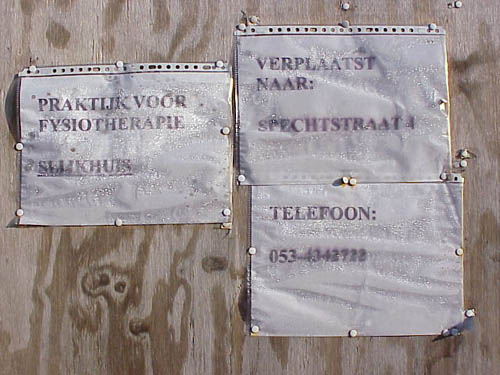 PRAKTIJK VOOR
FYSIOTHERAPIE
SLIJKHUIS
VERPLAATST
NAAR:
SPECHTSTRAAT 4
TELEFOON:
053-4342722